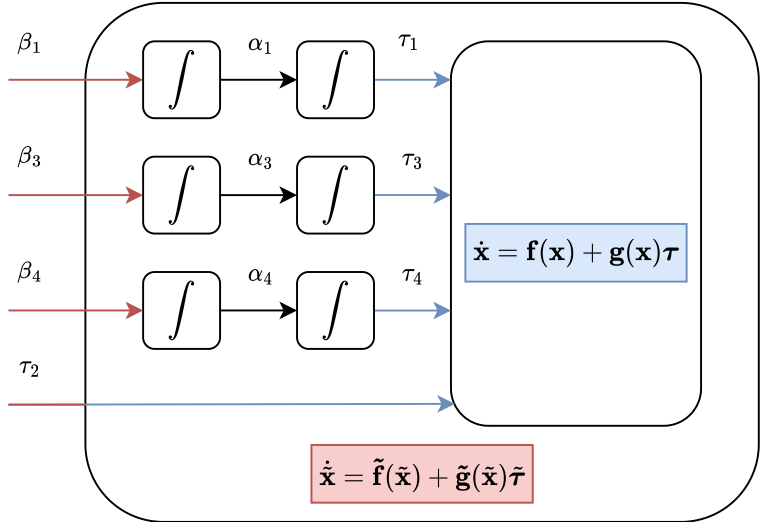 β₁ ∫ α₁ ∫ τ₁
β₃ ∫ α₃ ∫ τ₃
ẋ = f(x) + g(x)τ
β₄ ∫ α₄ ∫ τ₄
τ₂
x̃̇ = f̃(x̃) + g̃(x̃)τ̃